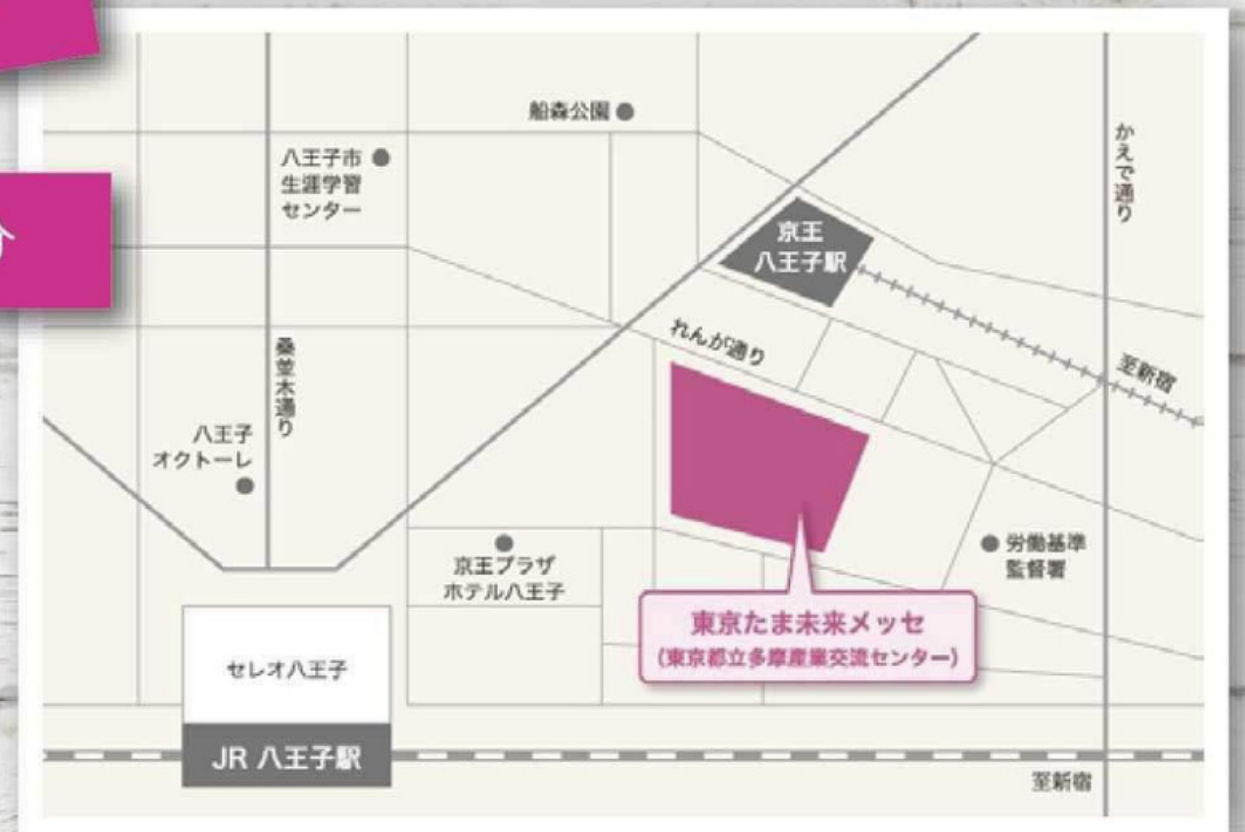 介
船森公園
八王子市
生涯学習
センター
かえで通り
京王
八王子駅
れんが通り
至新宿
桑並木通り
八王子
オクトーレ
京王プラザ
ホテル八王子
労働基準
監督署
東京たま未来メッセ
(東京都立多摩産業交流センター)
セレオ八王子
JR 八王子駅
至新宿